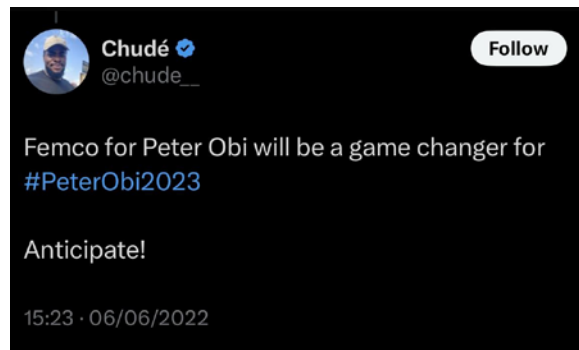 Chudé
Follow
@chude__
Femco for Peter Obi will be a game changer for
#PeterObi2023
Anticipate!
15:23 · 06/06/2022